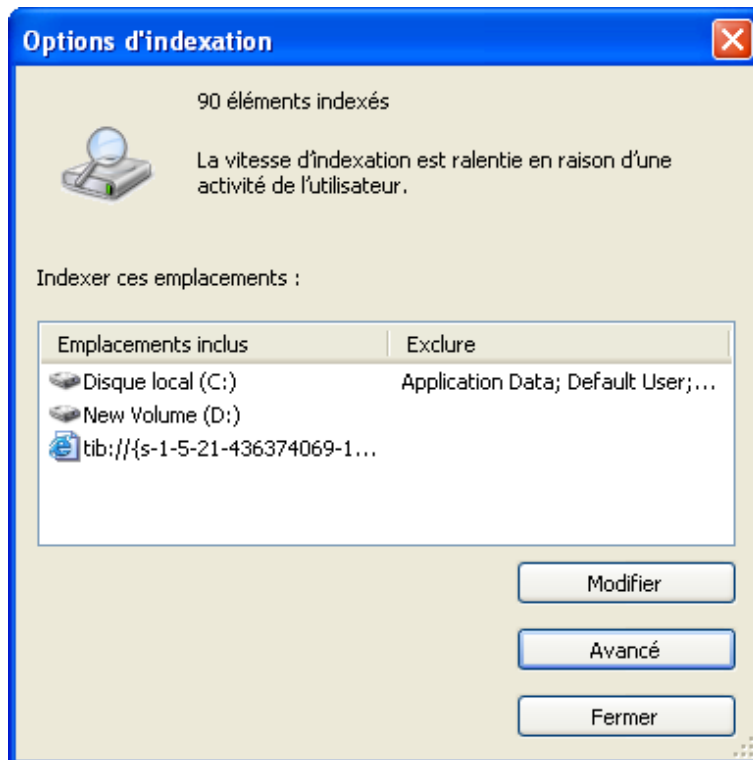 Options d'indexation
90 éléments indexés
La vitesse d'indexation est ralentie en raison d'une
activité de l'utilisateur.
Indexer ces emplacements :
Emplacements inclus Exclure
Disque local (C:) Application Data; Default User;...
New Volume (D:)
tib://{s-1-5-21-436374069-1...
Modifier
Avancé
Fermer